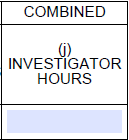 COMBINED
(j)
INVESTIGATOR
HOURS